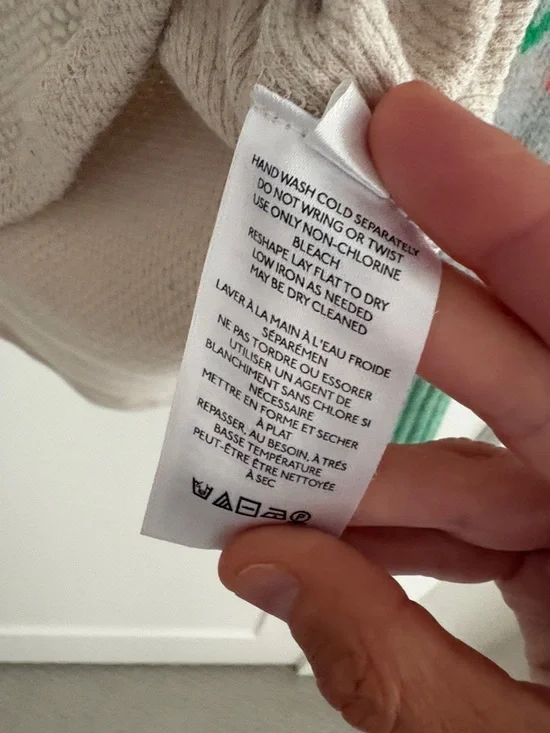 HAND WASH COLD SEPARATELY
DO NOT WRING OR TWIST
USE ONLY NON-CHLORINE
BLEACH
RESHAPE LAY FLAT TO DRY
LOW IRON AS NEEDED
MAY BE DRY CLEANED
LAVER À LA MAIN À L'EAU FROIDE
SÉPARÉMEN
NE PAS TORDRE OU ESSORER
UTILISER UN AGENT DE
BLANCHIMENT SANS CHLORE SI
NÉCESSAIRE
METTRE EN FORME ET SECHER
À PLAT
REPASSER, AU BESOIN, À TRÉS
BASSE TEMPÉRATURE
PEUT-ÊTRE ÊTRE NETTOYÉE
À SEC
P